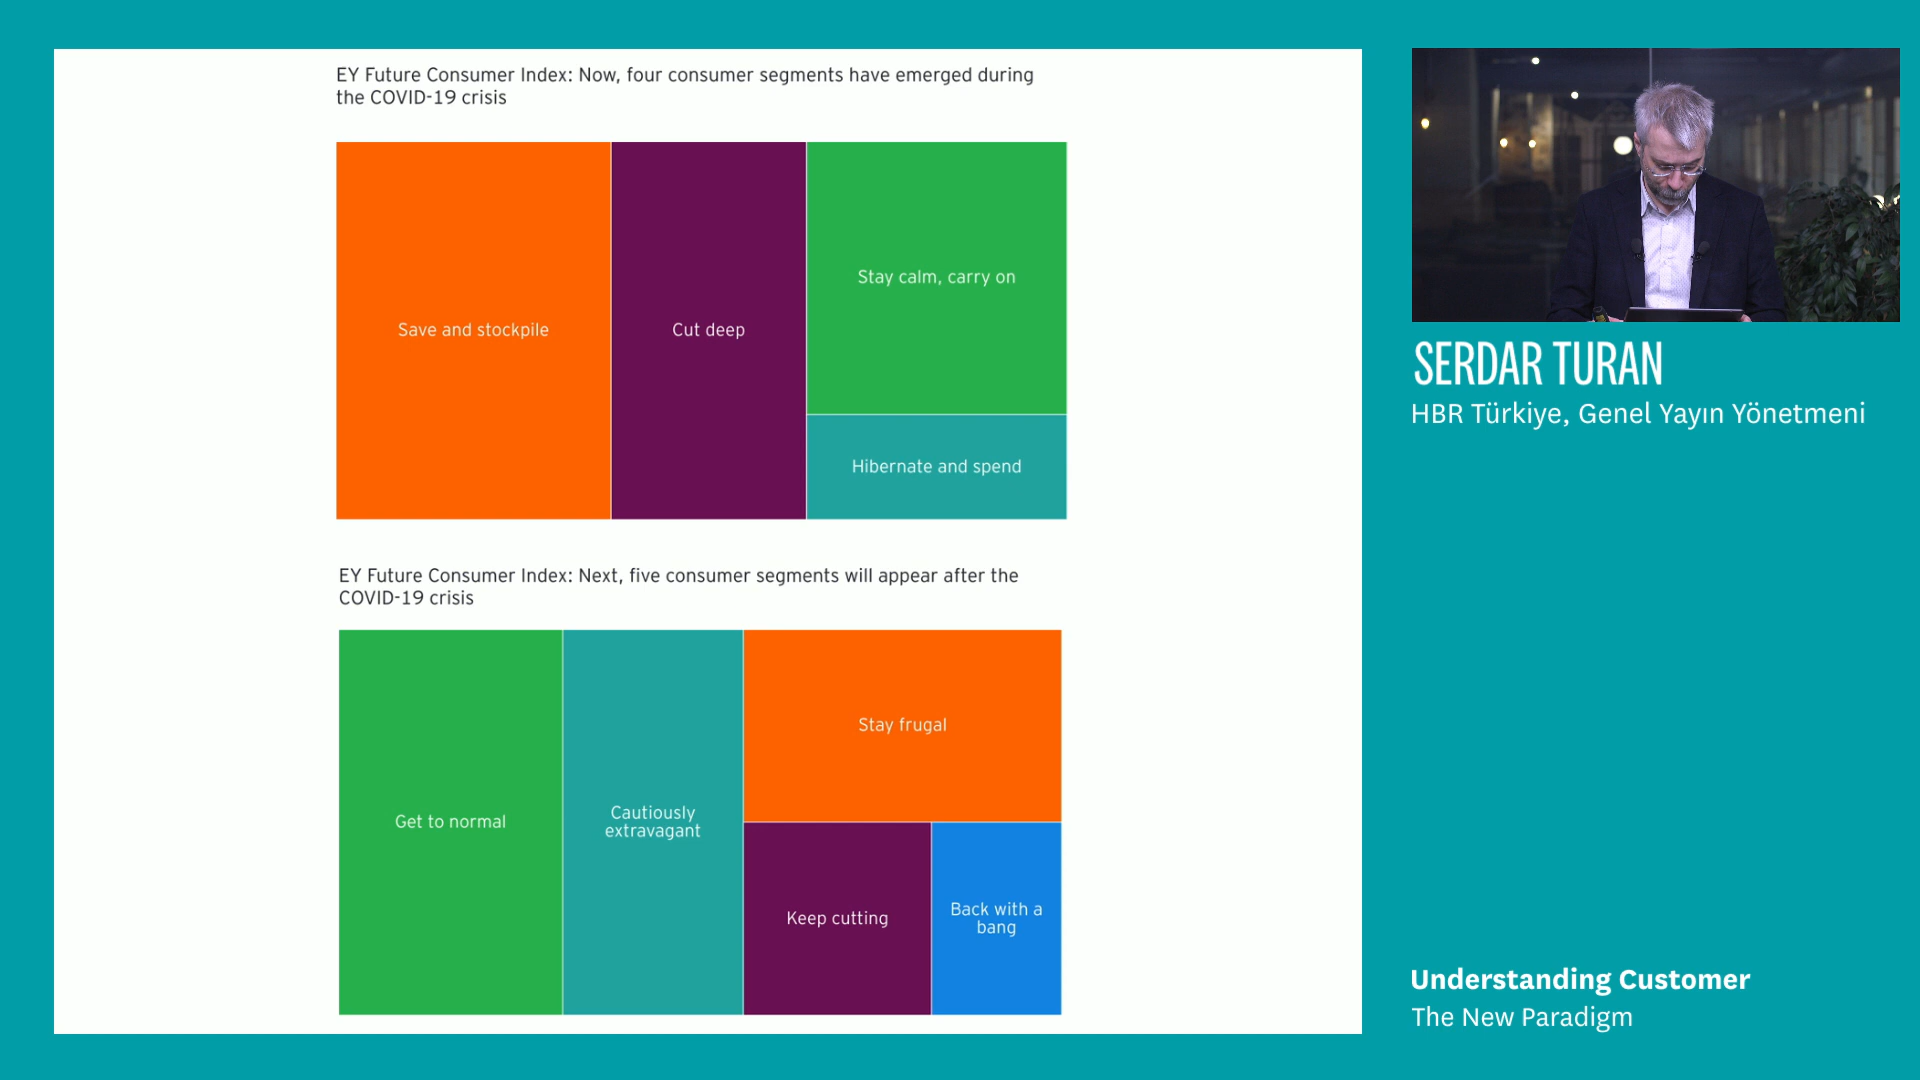 EY Future Consumer Index: Now, four consumer segments have emerged during
the COVID-19 crisis
Save and stockpile
Cut deep
Stay calm, carry on
Hibernate and spend
EY Future Consumer Index: Next, five consumer segments will appear after the
COVID-19 crisis
Get to normal
Cautiously
extravagant
Stay frugal
Keep cutting
Back with a
bang
SERDAR TURAN
HBR Türkiye, Genel Yayın Yönetmeni
Understanding Customer
The New Paradigm